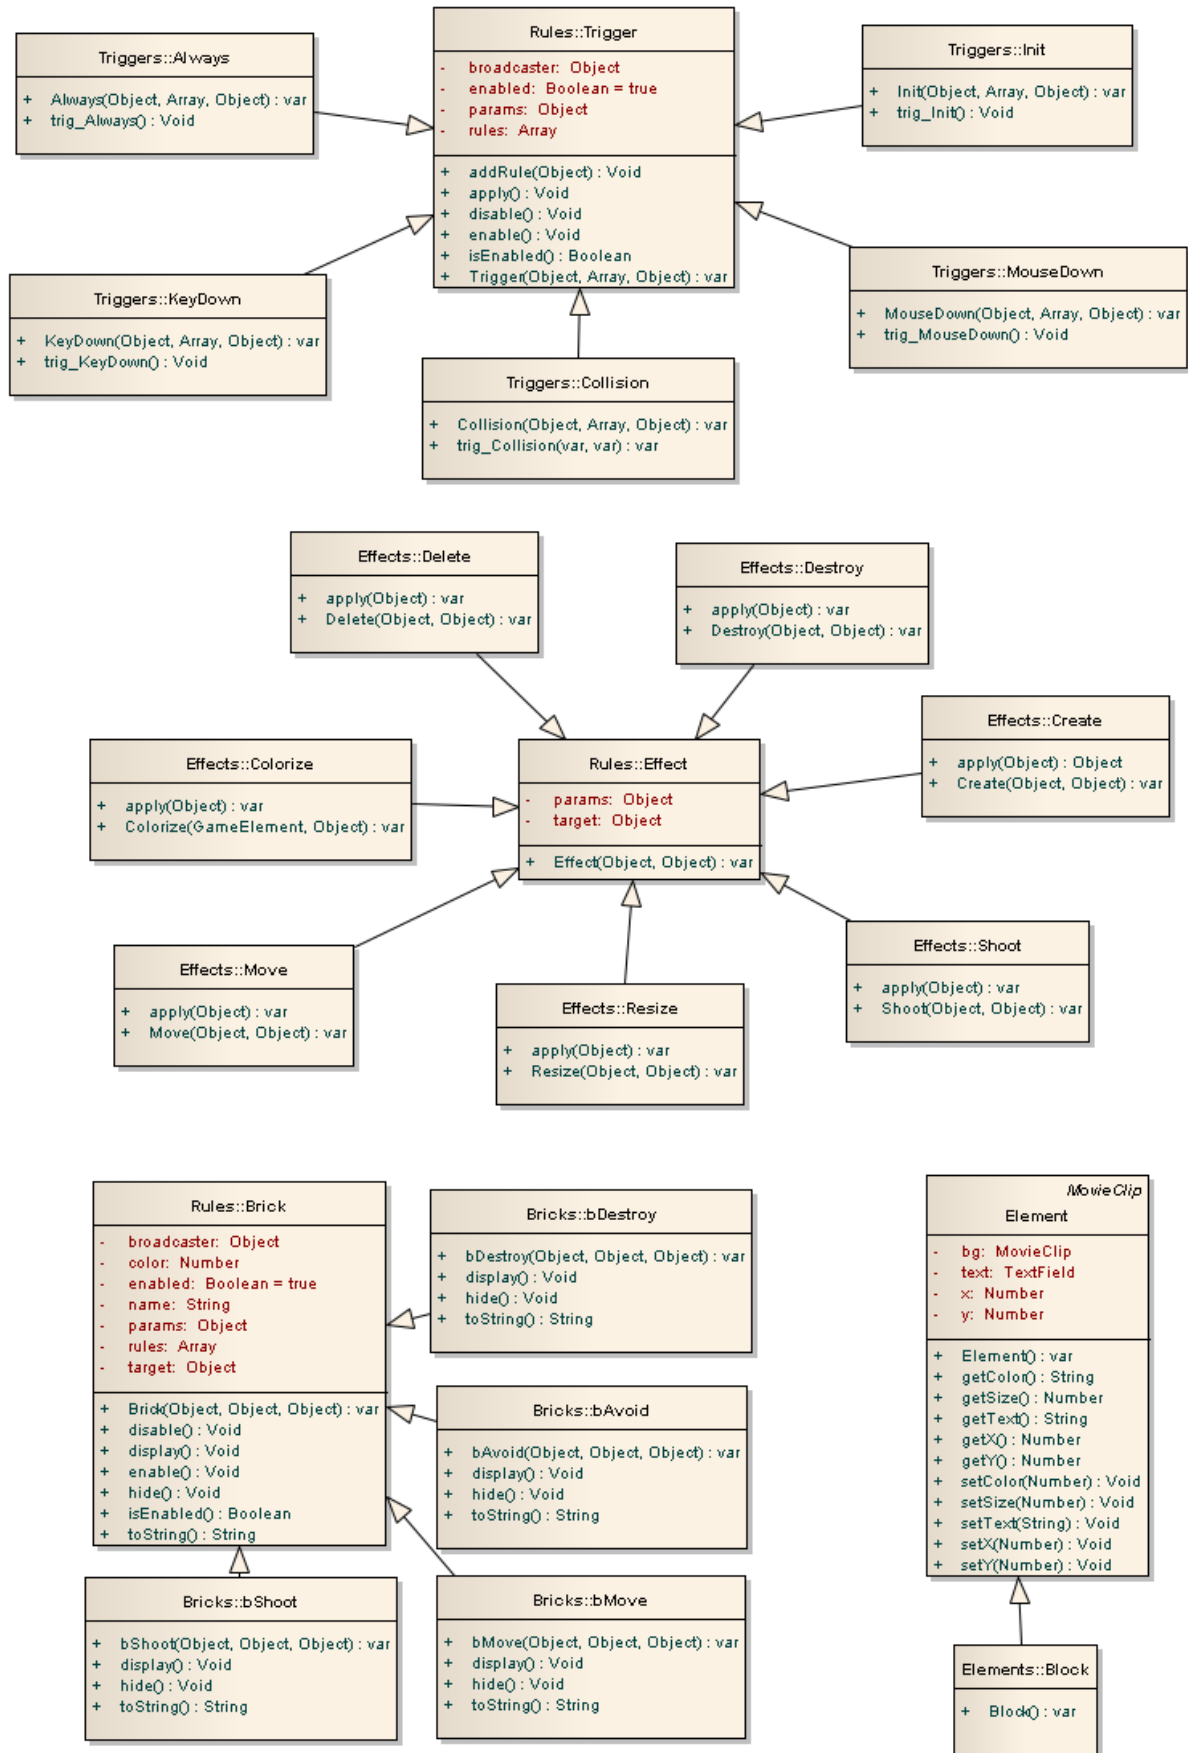 Triggers::Always
+ Always(Object, Array, Object) : var
+ trig_Always() : Void
Rules::Trigger
- broadcaster: Object
- enabled: Boolean = true
- params: Object
- rules: Array
+ addRule(Object) : Void
+ apply() : Void
+ disable() : Void
+ enable() : Void
+ isEnabled() : Boolean
+ Trigger(Object, Array, Object) : var
Triggers::Init
+ Init(Object, Array, Object) : var
+ trig_Init() : Void
Triggers::KeyDown
+ KeyDown(Object, Array, Object) : var
+ trig_KeyDown() : Void
Triggers::MouseDown
+ MouseDown(Object, Array, Object) : var
+ trig_MouseDown() : Void
Triggers::Collision
+ Collision(Object, Array, Object) : var
+ trig_Collision(var, var) : var
Effects::Delete
+ apply(Object) : var
+ Delete(Object, Object) : var
Effects::Destroy
+ apply(Object) : var
+ Destroy(Object, Object) : var
Effects::Colorize
+ apply(Object) : var
+ Colorize(GameElement, Object) : var
Rules::Effect
- params: Object
- target: Object
+ Effect(Object, Object) : var
Effects::Create
+ apply(Object) : Object
+ Create(Object, Object) : var
Effects::Move
+ apply(Object) : var
+ Move(Object, Object) : var
Effects::Resize
+ apply(Object) : var
+ Resize(Object, Object) : var
Effects::Shoot
+ apply(Object) : var
+ Shoot(Object, Object) : var
Rules::Brick
- broadcaster: Object
- color: Number
- enabled: Boolean = true
- name: String
- params: Object
- rules: Array
- target: Object
+ Brick(Object, Object, Object) : var
+ disable() : Void
+ display() : Void
+ enable() : Void
+ hide() : Void
+ isEnabled() : Boolean
+ toString() : String
Bricks::bDestroy
+ bDestroy(Object, Object, Object) : var
+ display() : Void
+ hide() : Void
+ toString() : String
Bricks::bAvoid
+ bAvoid(Object, Object, Object) : var
+ display() : Void
+ hide() : Void
+ toString() : String
Bricks::bShoot
+ bShoot(Object, Object, Object) : var
+ display() : Void
+ hide() : Void
+ toString() : String
Bricks::bMove
+ bMove(Object, Object, Object) : var
+ display() : Void
+ hide() : Void
+ toString() : String
MovieClip
Element
- bg: MovieClip
- text: TextField
- x: Number
- y: Number
+ Element() : var
+ getColor() : String
+ getSize() : Number
+ getText() : String
+ getX() : Number
+ getY() : Number
+ setColor(Number) : Void
+ setSize(Number) : Void
+ setText(String) : Void
+ setX(Number) : Void
+ setY(Number) : Void
Elements::Block
+ Block() : var